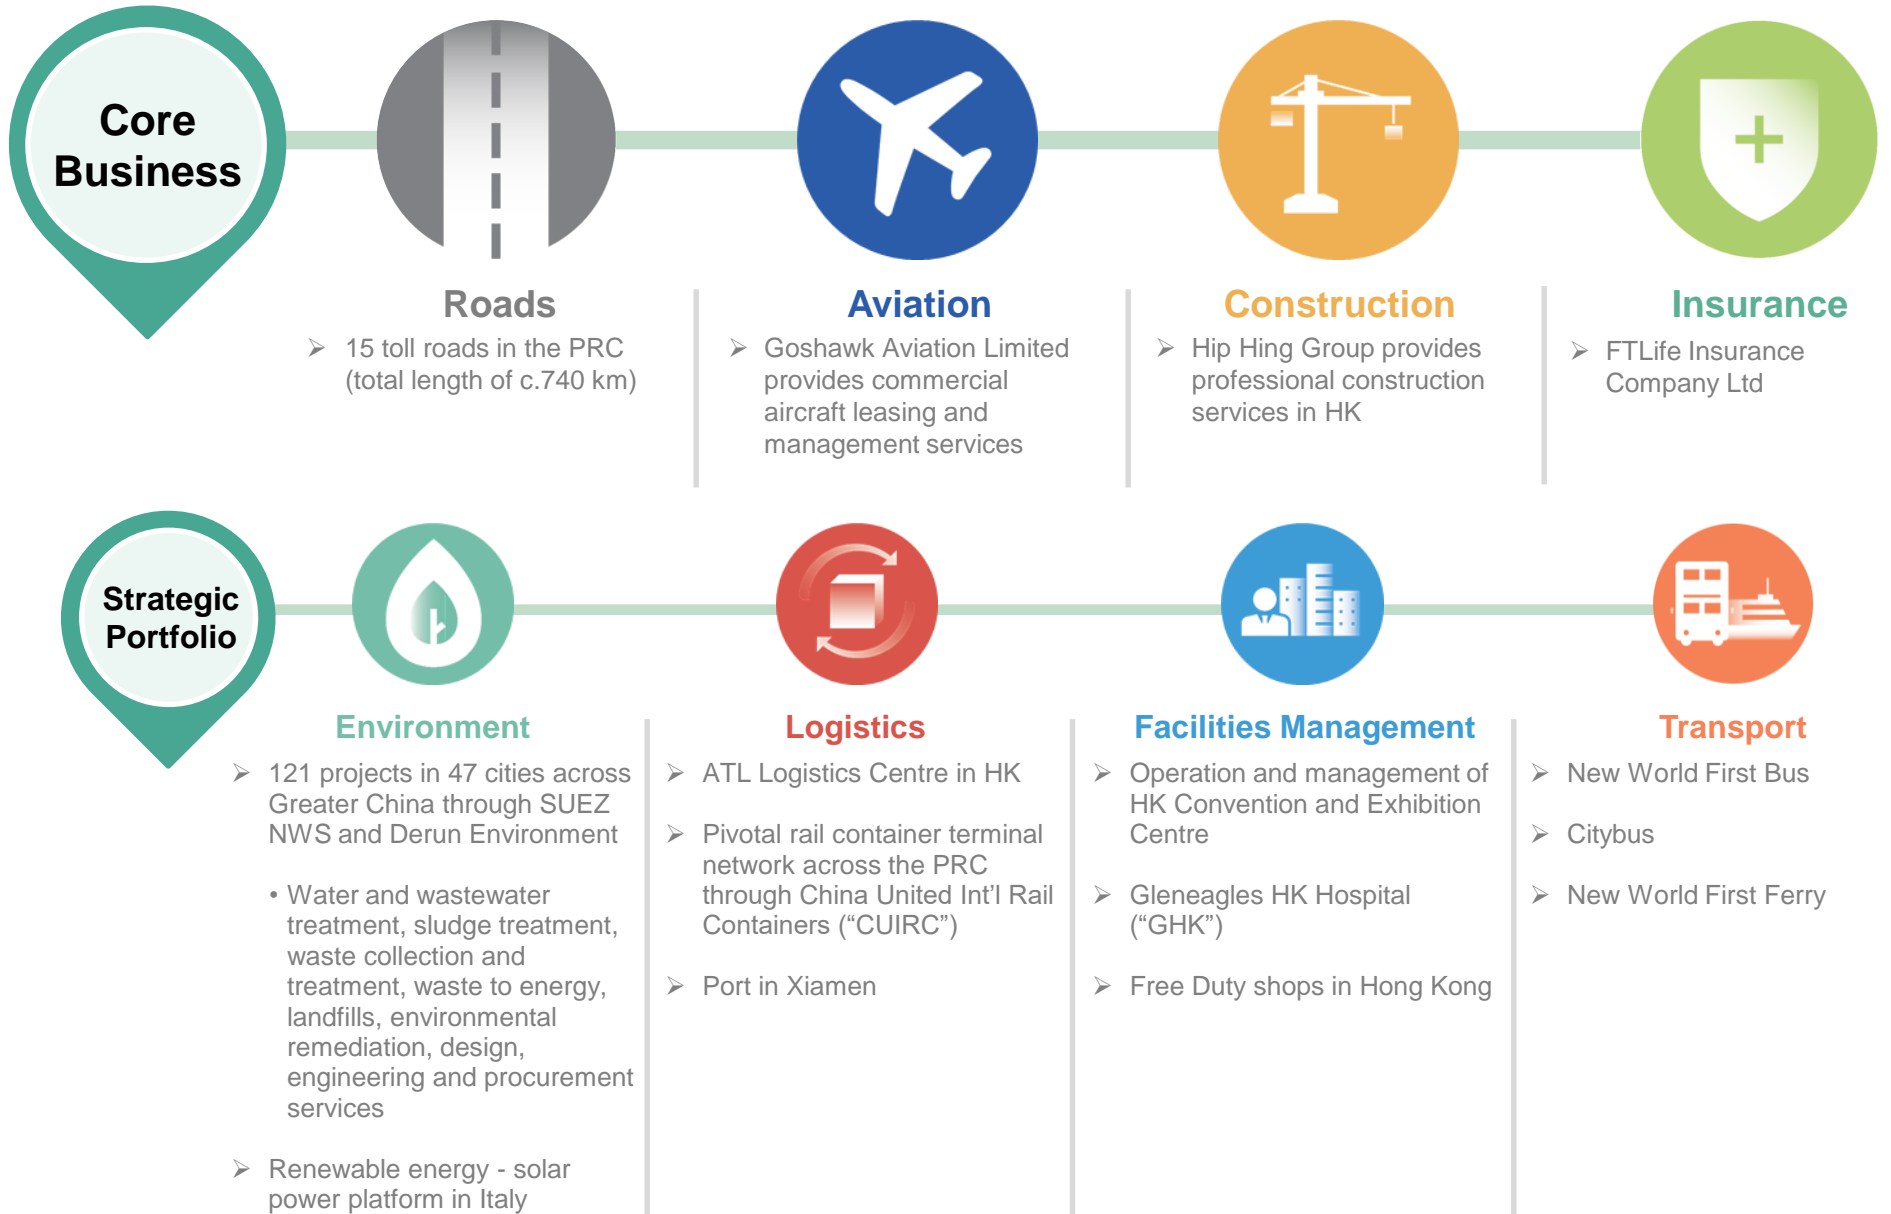 Core
Business
Roads
➢ 15 toll roads in the PRC
(total length of c.740 km)
Aviation
➢ Goshawk Aviation Limited
provides commercial
aircraft leasing and
management services
Construction
➢ Hip Hing Group provides
professional construction
services in HK
Insurance
➢ FTLife Insurance
Company Ltd
Strategic
Portfolio
Environment
➢ 121 projects in 47 cities across
Greater China through SUEZ
NWS and Derun Environment
• Water and wastewater
treatment, sludge treatment,
waste collection and
treatment, waste to energy,
landfills, environmental
remediation, design,
engineering and procurement
services
➢ Renewable energy - solar
power platform in Italy
Logistics
➢ ATL Logistics Centre in HK
➢ Pivotal rail container terminal
network across the PRC
through China United Int’l Rail
Containers (“CUIRC”)
➢ Port in Xiamen
Facilities Management
➢ Operation and management of
HK Convention and Exhibition
Centre
➢ Gleneagles HK Hospital
(“GHK”)
➢ Free Duty shops in Hong Kong
Transport
➢ New World First Bus
➢ Citybus
➢ New World First Ferry